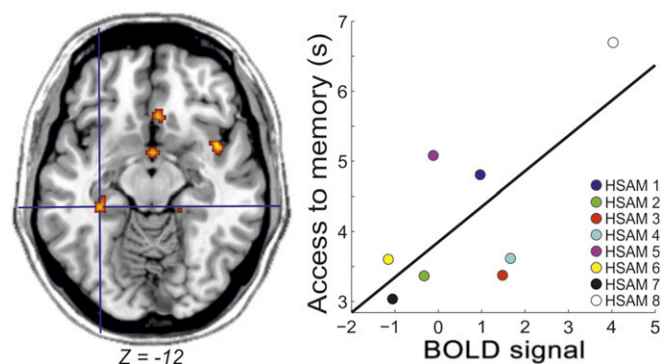 Z = -12
Access to memory (s)
7
6
5
4
3
-2 -1 0 1 2 3 4 5
BOLD signal
HSAM 1
HSAM 2
HSAM 3
HSAM 4
HSAM 5
HSAM 6
HSAM 7
HSAM 8